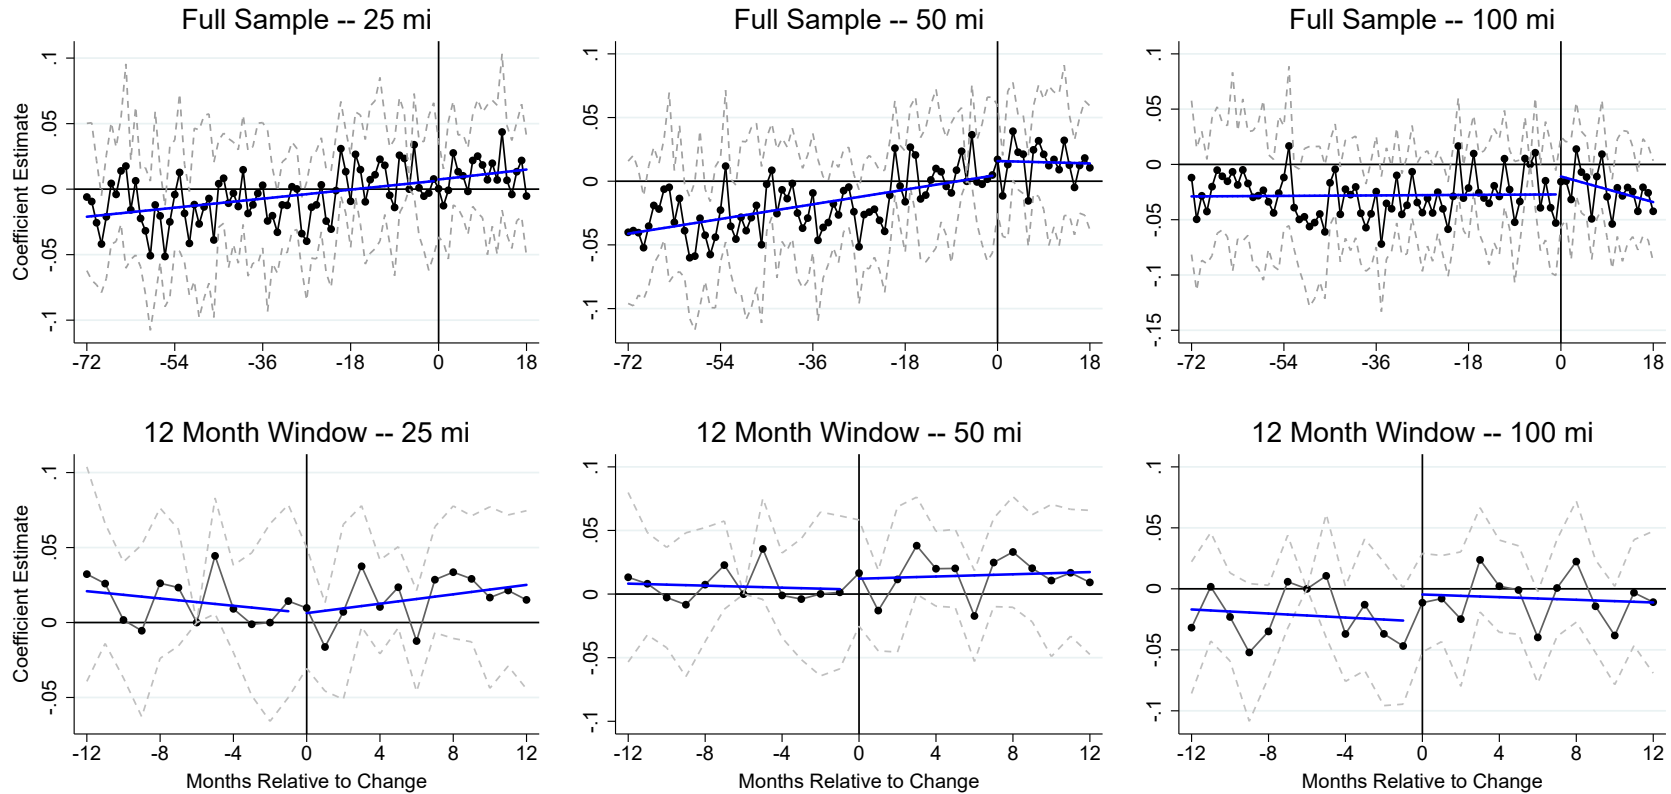 Full Sample -- 25 mi
Full Sample -- 50 mi
Full Sample -- 100 mi
Coefficient Estimate
.1
.05
0
-.05
-.1
-72 -54 -36 -18 0 18
.1
.05
0
-.05
-.1
-72 -54 -36 -18 0 18
.1
.05
0
-.05
-.1
-.15
-72 -54 -36 -18 0 18
12 Month Window -- 25 mi
12 Month Window -- 50 mi
12 Month Window -- 100 mi
Coefficient Estimate
.1
.05
0
-.05
-12 -8 -4 0 4 8 12
Months Relative to Change
.1
.05
0
-.05
-.1
-12 -8 -4 0 4 8 12
Months Relative to Change
.1
.05
0
-.05
-.1
-12 -8 -4 0 4 8 12
Months Relative to Change